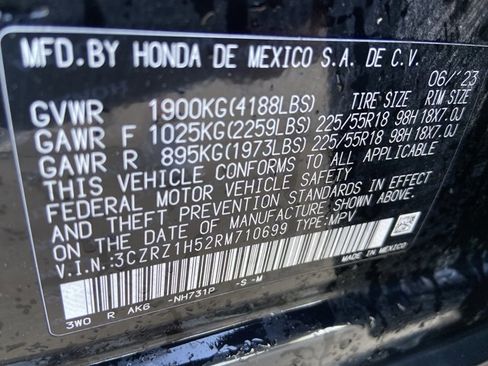 MFD. BY HONDA DE MEXICO S.A. DE C.V.
06/'23
TIRE SIZE RIM SIZE
GVWR 1900KG(4188LBS)
GAWR F 1025KG(2259LBS) 225/55R18 98H 18X7.0J
GAWR R 895KG(1973LBS) 225/55R18 98H 18X7.0J
THIS VEHICLE CONFORMS TO ALL APPLICABLE
FEDERAL MOTOR VEHICLE SAFETY
AND THEFT PREVENTION STANDARDS IN EFFECT
ON THE DATE OF MANUFACTURE SHOWN ABOVE.
V.I.N.:3CZRZ1H52RM710699 TYPE:MPV
3W0 R AK6 -NH731P -S -M